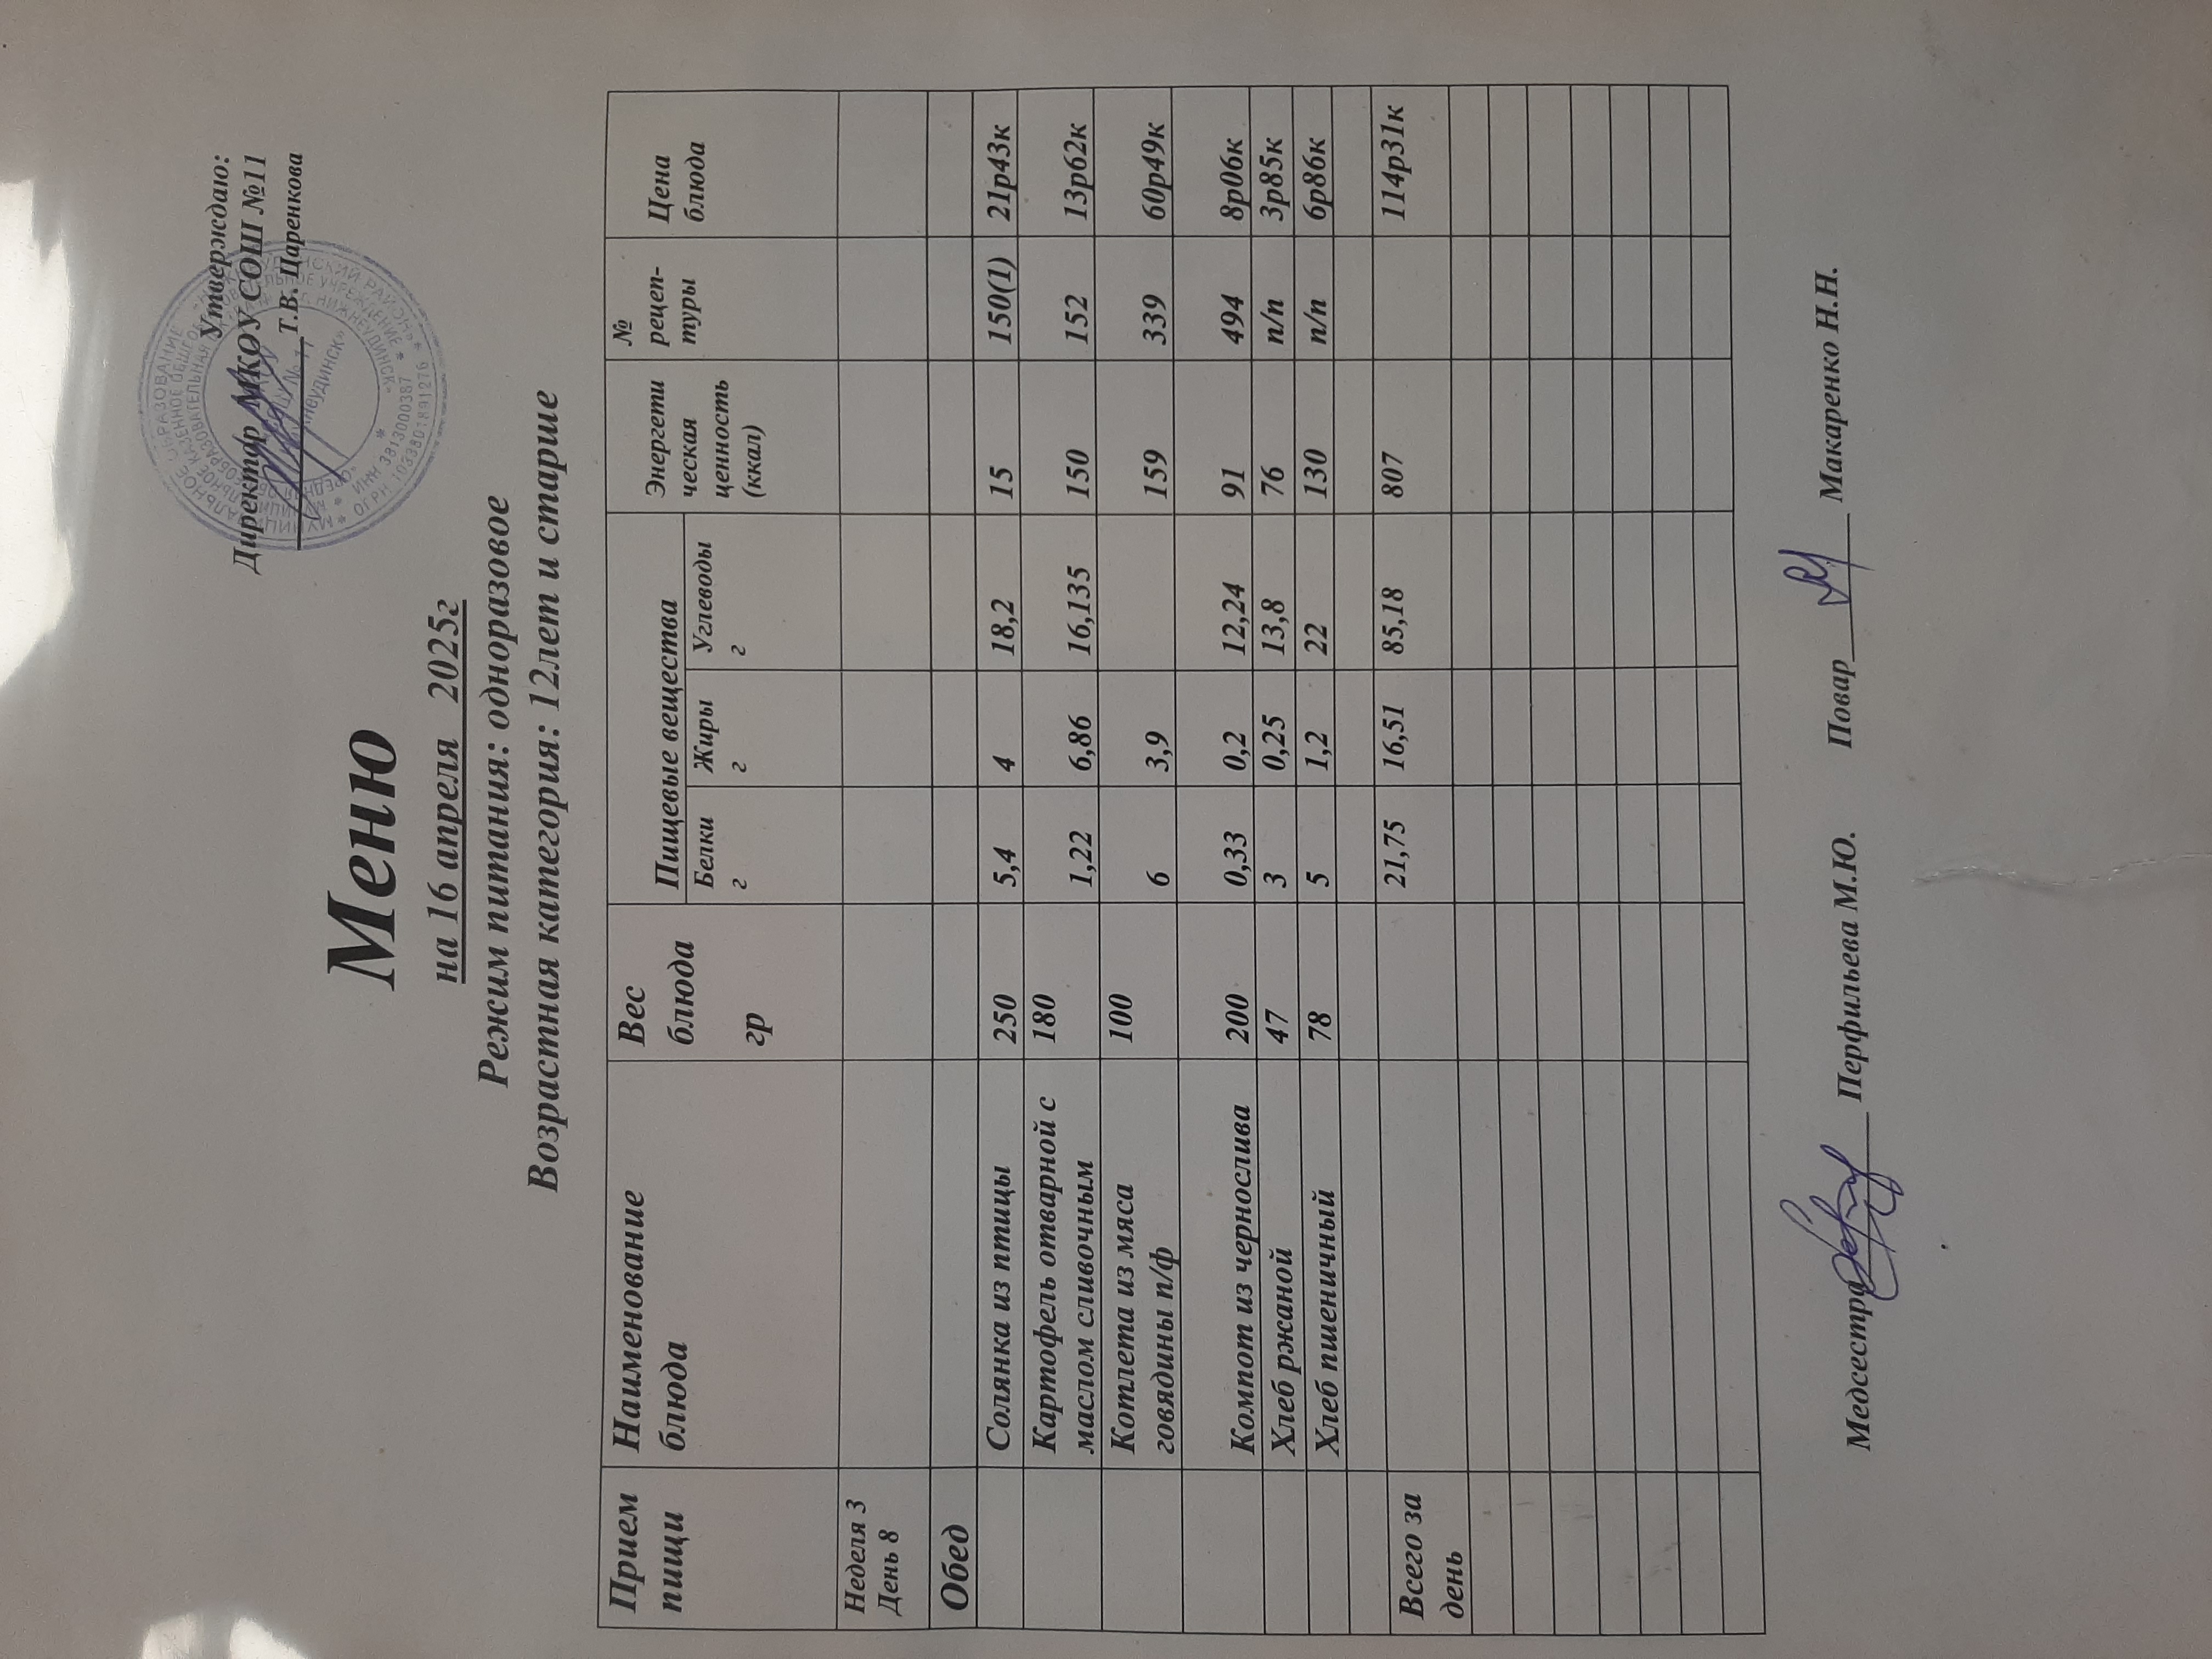 Утверждаю:
Директор МКОУ СОШ №11
Т.В. Царенкова
Меню
на 16 апреля 2025г
Режим питания: одноразовое
Возрастная категория: 12лет и старше
Прием пищи Наименование блюда Вес блюда гр Пищевые вещества Энергети ческая ценность (ккал) № рецеп-туры Цена блюда
Белки г Жиры г Углеводы г
Неделя 3
День 8
Обед
Солянка из птицы 250 5,4 4 18,2 15 150(1) 21р43к
Картофель отварной с 180
маслом сливочным 1,22 6,86 16,135 150 152 13р62к
Котлета из мяса 100
говядины п/ф 6 3,9 159 339 60р49к
Компот из чернослива 200 0,33 0,2 12,24 91 494 8р06к
Хлеб ржаной 47 3 0,25 13,8 76 п/п 3р85к
Хлеб пшеничный 78 5 1,2 22 130 п/п 6р86к
Всего за день 21,75 16,51 85,18 807 114р31к
Медсестра Перфильева М.Ю. Повар Макаренко Н.Н.